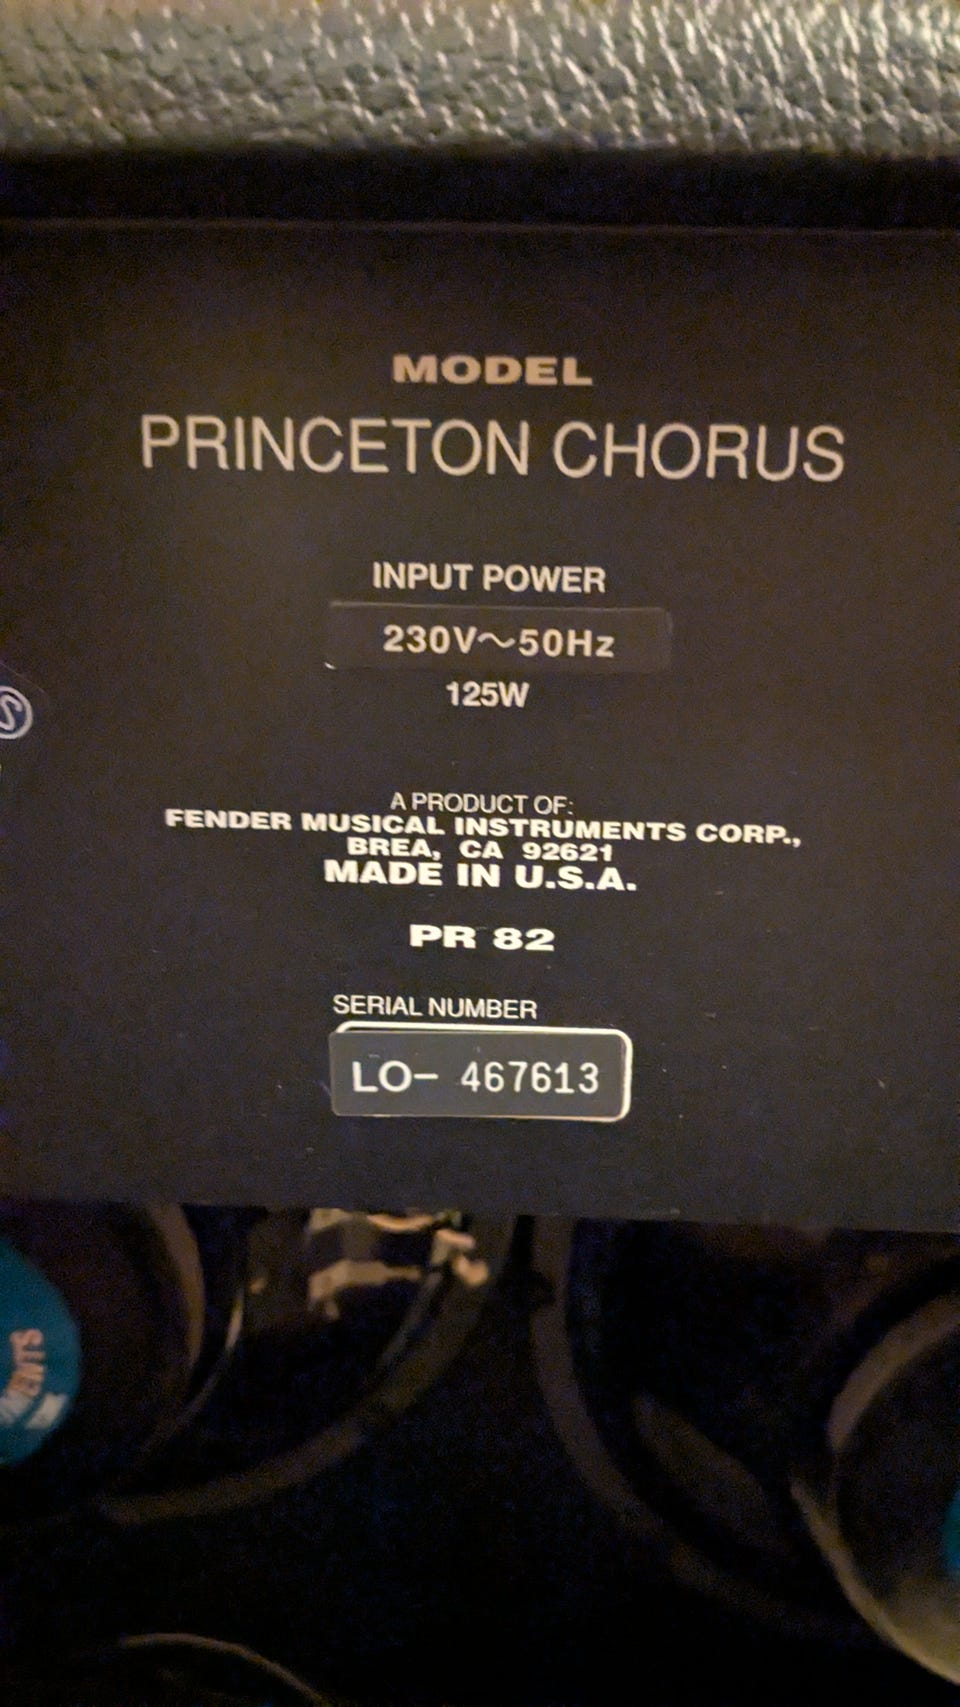 MODEL
PRINCETON CHORUS
INPUT POWER
230V~50Hz
125W
A PRODUCT OF:
FENDER MUSICAL INSTRUMENTS CORP.,
BREA, CA 92621
MADE IN U.S.A.
PR 82
SERIAL NUMBER
LO- 467613